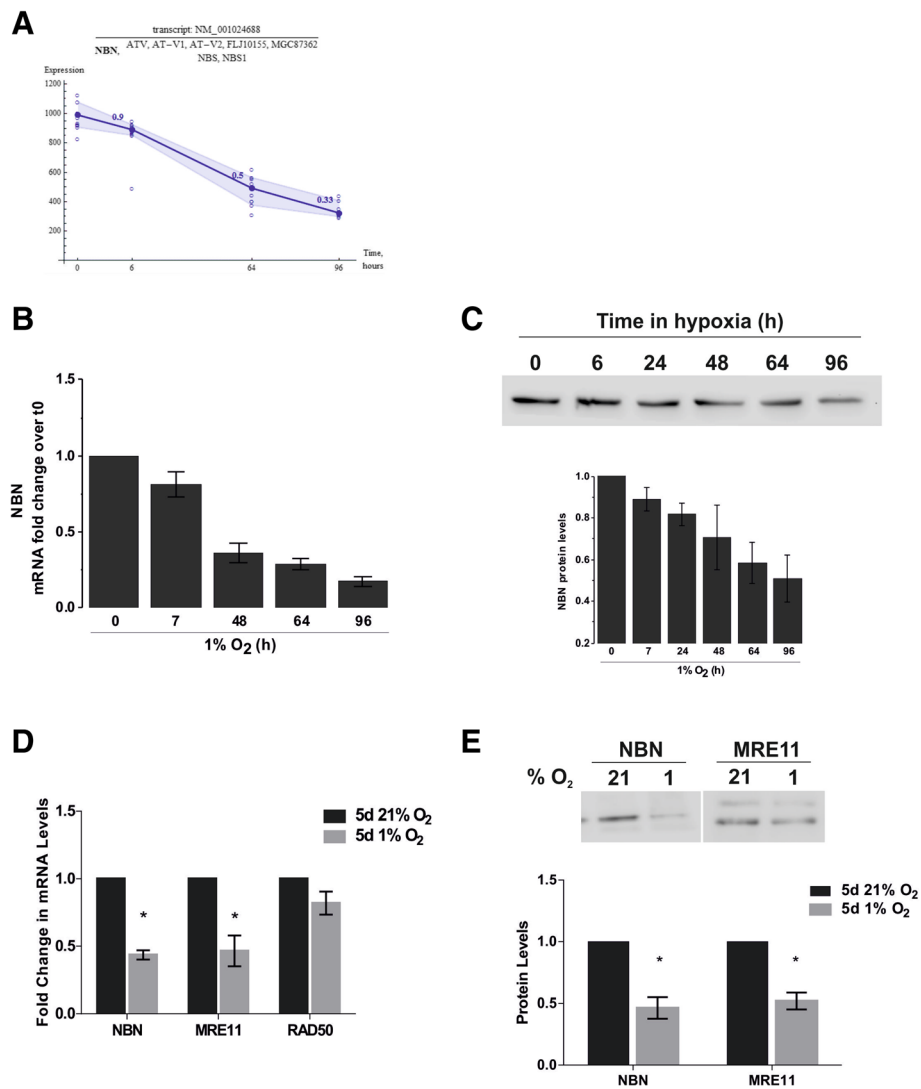 A
transcript: NM_001024688
NBN, ATV, AT−V1, AT−V2, FLJ10155, MGC87362
NBS, NBS1
Expression
1200
1000
800
600
400
200
0.9
0.5
0.33
0 6 64 96
Time,
hours
B
NBN
mRNA fold change over t0
1.5
1.0
0.5
0.0
0 7 48 64 96
1% O2 (h)
C
Time in hypoxia (h)
0 6 24 48 64 96
NBN protein levels
1.0
0.8
0.6
0.4
0.2
0 7 24 48 64 96
1% O2 (h)
D
Fold Change in mRNA Levels
1.5
1.0
0.5
0.0
5d 21% O2
5d 1% O2
* *
NBN MRE11 RAD50
E
NBN MRE11
% O2 21 1 21 1
Protein Levels
1.5
1.0
0.5
0.0
5d 21% O2
5d 1% O2
* *
NBN MRE11